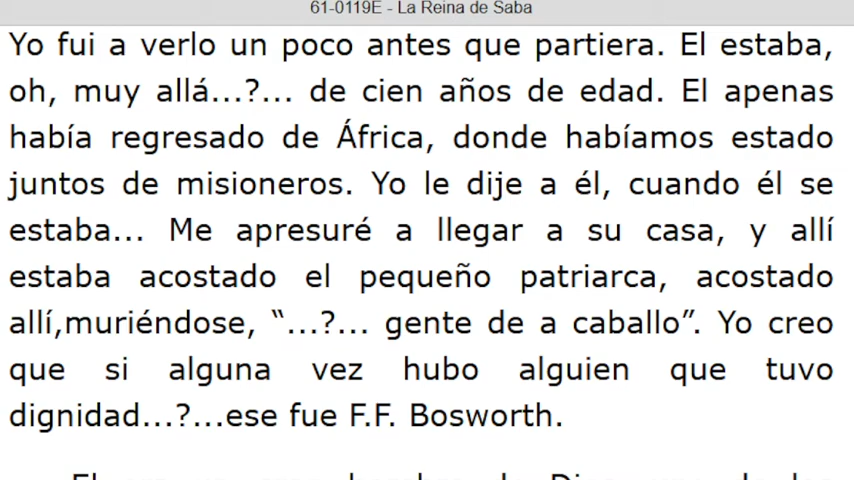 61-0119E - La Reina de Saba
Yo fui a verlo un poco antes que partiera. El estaba,
oh, muy allá...?... de cien años de edad. El apenas
había regresado de África, donde habíamos estado
juntos de misioneros. Yo le dije a él, cuando él se
estaba... Me apresuré a llegar a su casa, y allí
estaba acostado el pequeño patriarca, acostado
allí,muriéndose, “...?... gente de a caballo”. Yo creo
que si alguna vez hubo alguien que tuvo
dignidad...?...ese fue F.F. Bosworth.